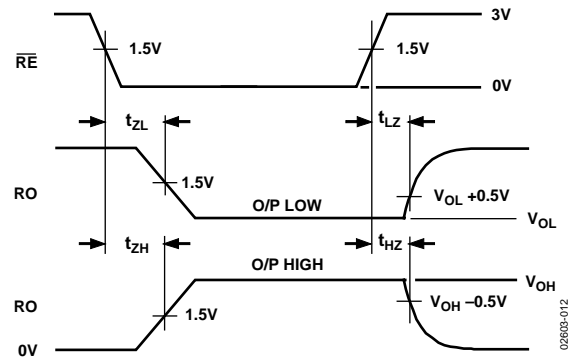 3V
RE
1.5V
1.5V
0V
tZL
tLZ
RO
1.5V
O/P LOW
VOL +0.5V
VOL
tZH
tHZ
O/P HIGH
VOH
RO
1.5V
VOH –0.5V
0V
02603-012